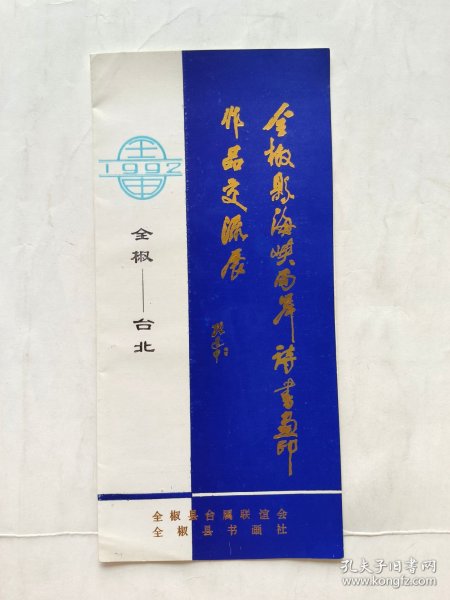 全椒县海峡两岸诗书画印
作品交流展
1992
全椒——台北
全椒县台属联谊会
全椒县书画社
孔夫子旧书网
kongfz.com